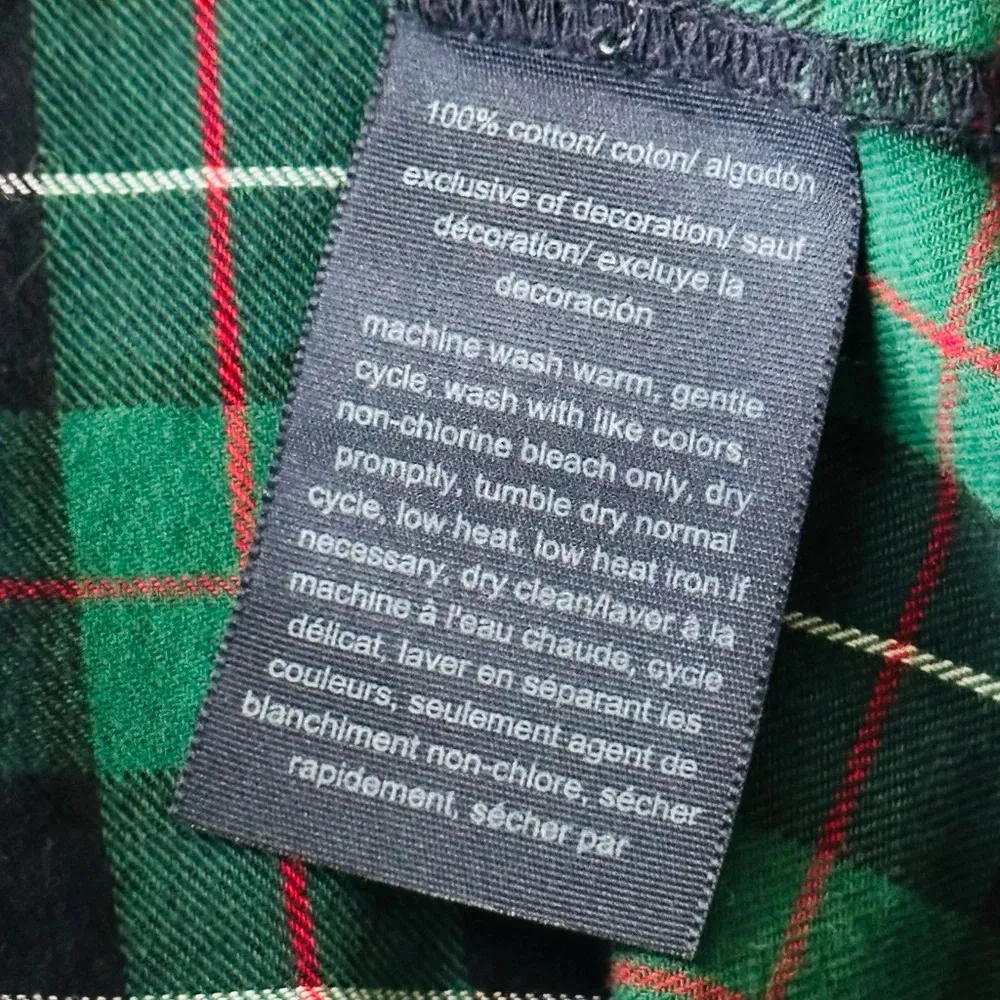 100% cotton/ coton/ algodón
exclusive of decoration/ sauf
décoration/ excluye la
decoración
machine wash warm, gentle
cycle, wash with like colors,
non-chlorine bleach only, dry
promptly, tumble dry normal
cycle, low heat, low heat iron if
necessary, dry clean/laver à la
machine à l'eau chaude, cycle
délicat, laver en séparant les
couleurs, seulement agent de
blanchiment non-chlore, sécher
rapidement, sécher par